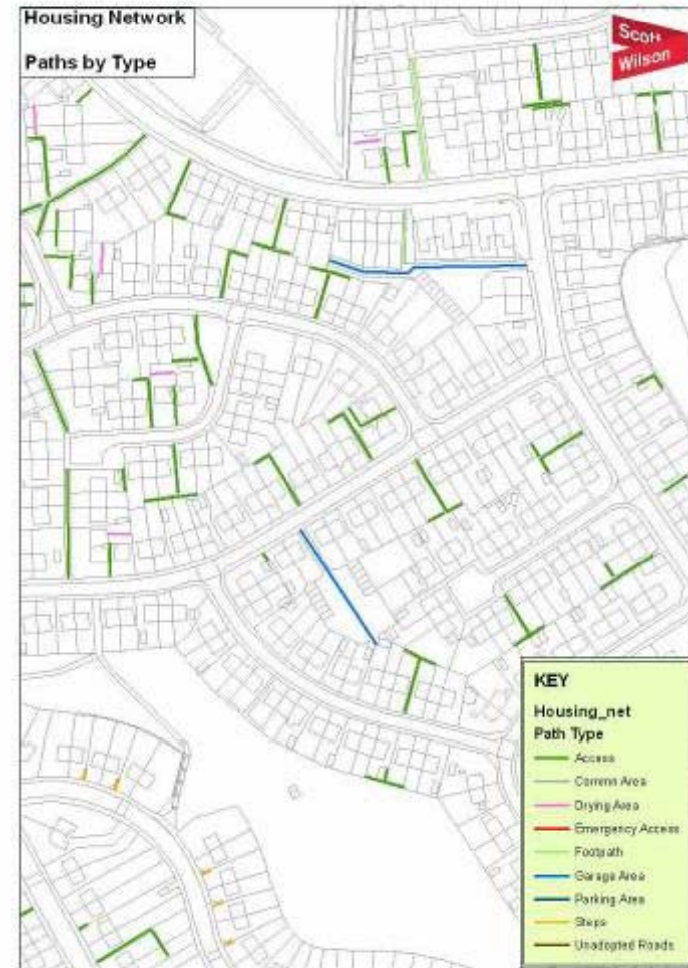 Housing Network
Paths by Type
Scott
Wilson
KEY
Housing_net
Path Type
Access
Common Area
Drying Area
Emergency Access
Footpath
Garage Area
Parking Area
Steps
Unadopted Roads